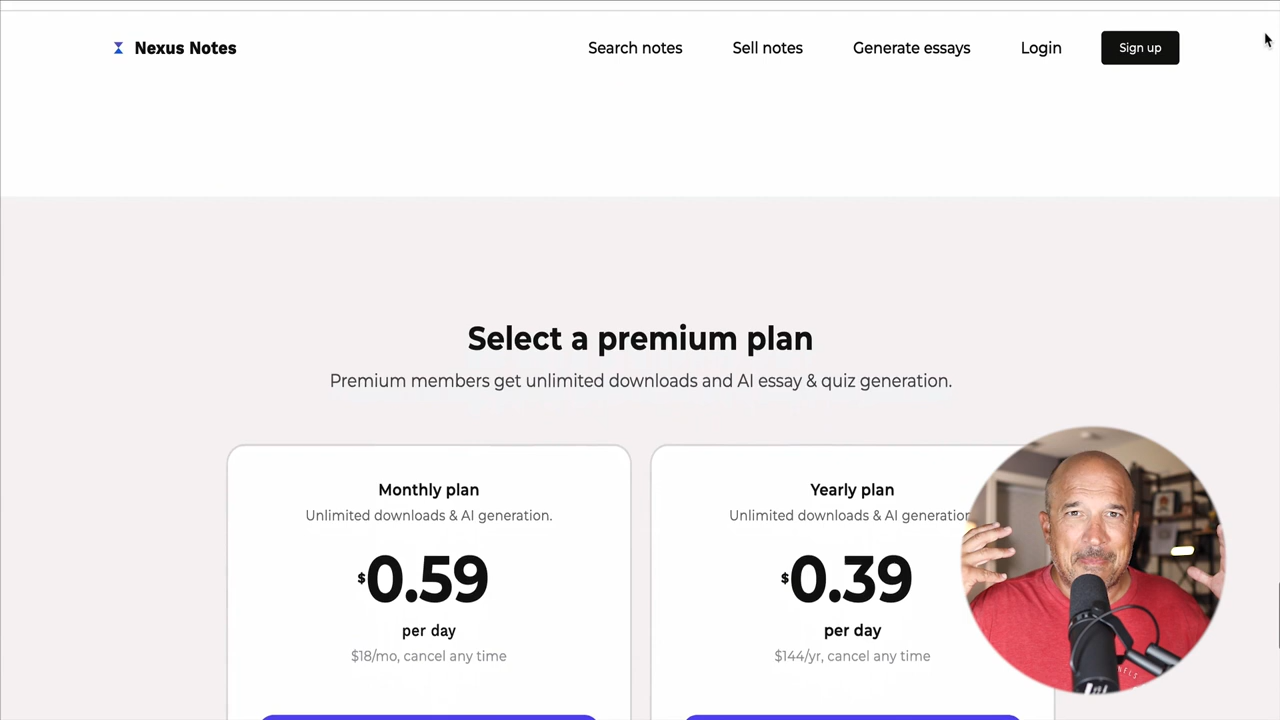 Nexus Notes
Search notes
Sell notes
Generate essays
Login
Sign up
Select a premium plan
Premium members get unlimited downloads and AI essay & quiz generation.
Monthly plan
Unlimited downloads & AI generation.
$0.59
per day
$18/mo, cancel any time
Yearly plan
Unlimited downloads & AI
$0.39
per day
$144/yr, cancel any time